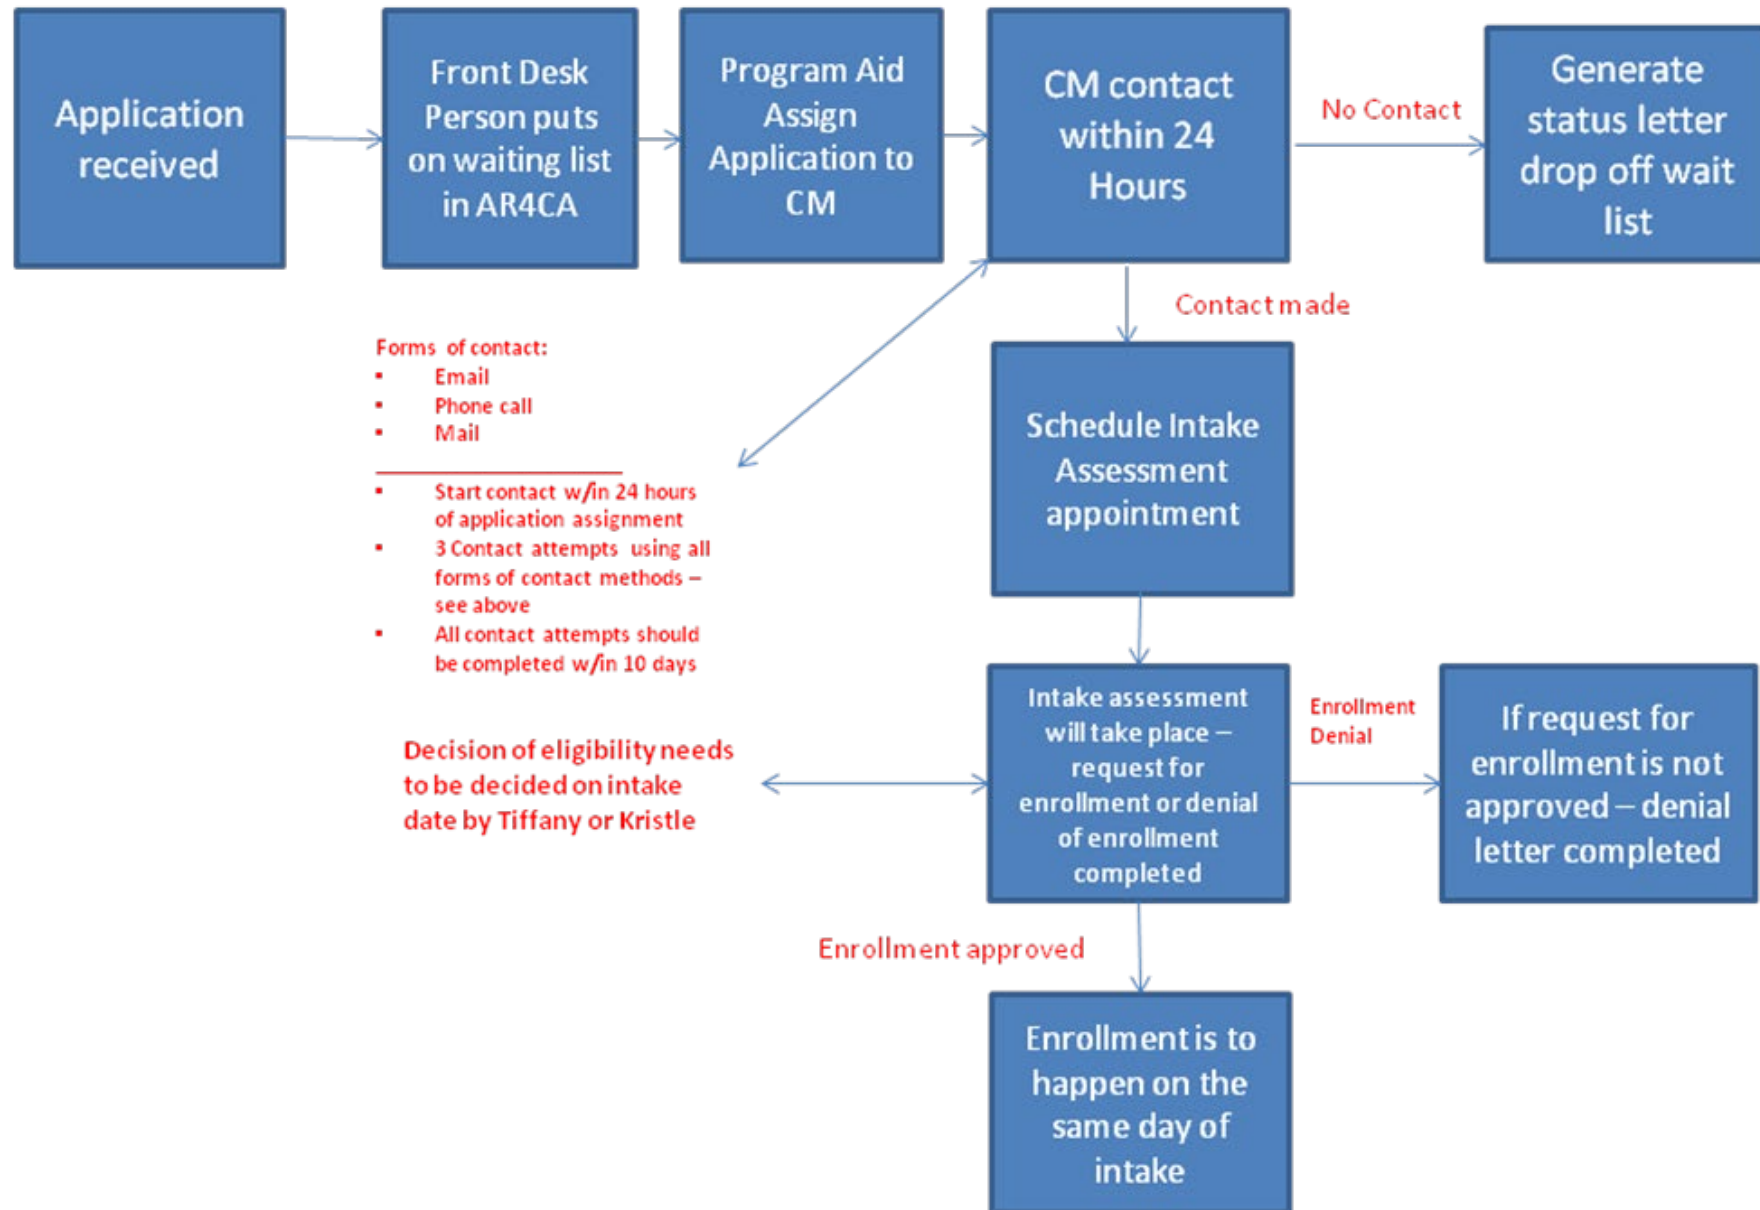 Application
received
Front Desk
Person puts
on waiting list
in AR4CA
Program Aid
Assign
Application to
CM
CM contact
within 24
Hours
No Contact
Generate
status letter
drop off wait
list
Contact made
Forms of contact:
▪ Email
▪ Phone call
▪ Mail
▪ Start contact w/in 24 hours
of application assignment
▪ 3 Contact attempts using all
forms of contact methods –
see above
▪ All contact attempts should
be completed w/in 10 days
Schedule Intake
Assessment
appointment
Decision of eligibility needs
to be decided on intake
date by Tiffany or Kristle
Intake assessment
will take place –
request for
enrollment or denial
of enrollment
completed
Enrollment
Denial
If request for
enrollment is not
approved – denial
letter completed
Enrollment approved
Enrollment is to
happen on the
same day of
intake